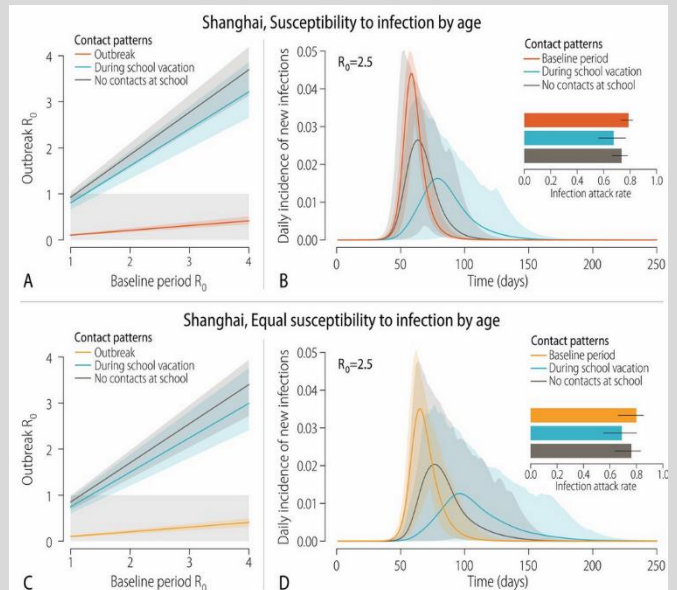 Shanghai, Susceptibility to infection by age
Contact patterns
Outbreak
During school vacation
No contacts at school
Outbreak R0
4
3
2
1
0
1
2
3
4
Baseline period R0
A
R0=2.5
Daily incidence of new infections
0.05
0.04
0.03
0.02
0.01
0.00
0
50
100
150
200
250
Time (days)
B
Contact patterns
Baseline period
During school vacation
No contacts at school
0.0
0.2
0.4
0.6
0.8
1.0
Infection attack rate
Shanghai, Equal susceptibility to infection by age
Contact patterns
Outbreak
During school vacation
No contacts at school
Outbreak R0
4
3
2
1
0
1
2
3
4
Baseline period R0
C
R0=2.5
Daily incidence of new infections
0.05
0.04
0.03
0.02
0.01
0.00
0
50
100
150
200
250
Time (days)
D
Contact patterns
Baseline period
During school vacation
No contacts at school
0.0
0.2
0.4
0.6
0.8
1.0
Infection attack rate